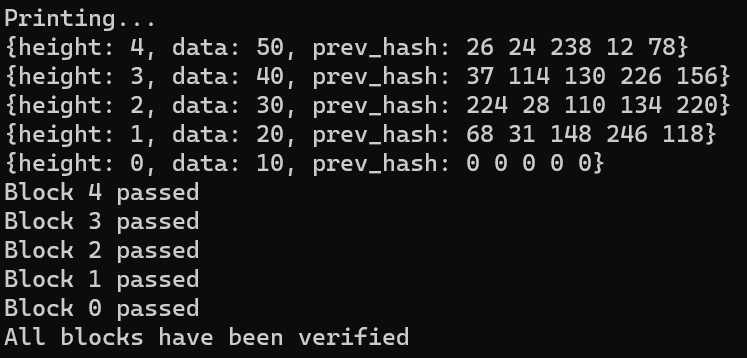 Printing...
{height: 4, data: 50, prev_hash: 26 24 238 12 78}
{height: 3, data: 40, prev_hash: 37 114 130 226 156}
{height: 2, data: 30, prev_hash: 224 28 110 134 220}
{height: 1, data: 20, prev_hash: 68 31 148 246 118}
{height: 0, data: 10, prev_hash: 0 0 0 0 0}
Block 4 passed
Block 3 passed
Block 2 passed
Block 1 passed
Block 0 passed
All blocks have been verified